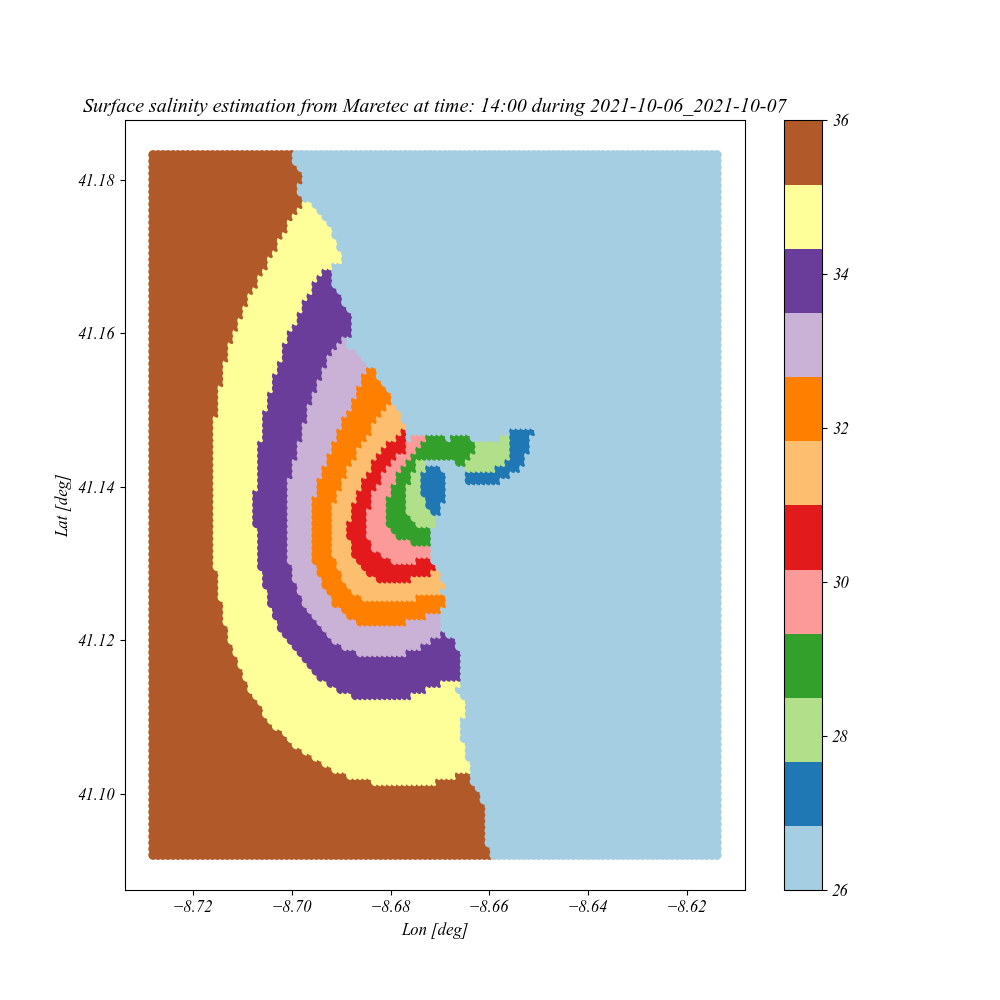 Surface salinity estimation from Maretec at time: 14:00 during 2021-10-06_2021-10-07
36
34
32
30
28
26
41.18
41.16
41.14
41.12
41.10
Lat [deg]
−8.72 −8.70 −8.68 −8.66 −8.64 −8.62
Lon [deg]